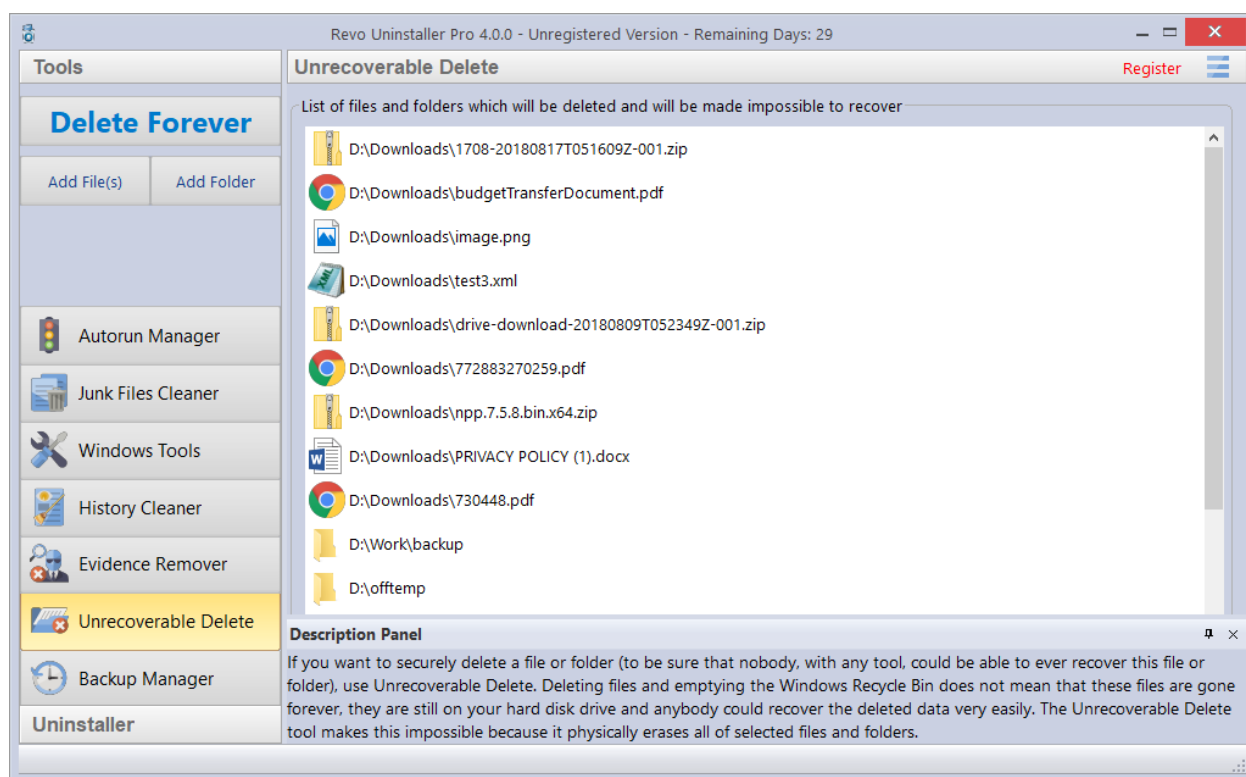 Revo Uninstaller Pro 4.0.0 - Unregistered Version - Remaining Days: 29
Tools
Unrecoverable Delete
Register
Delete Forever
Add File(s)
Add Folder
Autorun Manager
Junk Files Cleaner
Windows Tools
History Cleaner
Evidence Remover
Unrecoverable Delete
Backup Manager
Uninstaller
List of files and folders which will be deleted and will be made impossible to recover
D:\Downloads\1708-20180817T051609Z-001.zip
D:\Downloads\budgetTransferDocument.pdf
D:\Downloads\image.png
XML
D:\Downloads\test3.xml
D:\Downloads\drive-download-20180809T052349Z-001.zip
D:\Downloads\772883270259.pdf
D:\Downloads\npp.7.5.8.bin.x64.zip
W
D:\Downloads\PRIVACY POLICY (1).docx
D:\Downloads\730448.pdf
D:\Work\backup
D:\offtemp
Description Panel
If you want to securely delete a file or folder (to be sure that nobody, with any tool, could be able to ever recover this file or
folder), use Unrecoverable Delete. Deleting files and emptying the Windows Recycle Bin does not mean that these files are gone
forever, they are still on your hard disk drive and anybody could recover the deleted data very easily. The Unrecoverable Delete
tool makes this impossible because it physically erases all of selected files and folders.